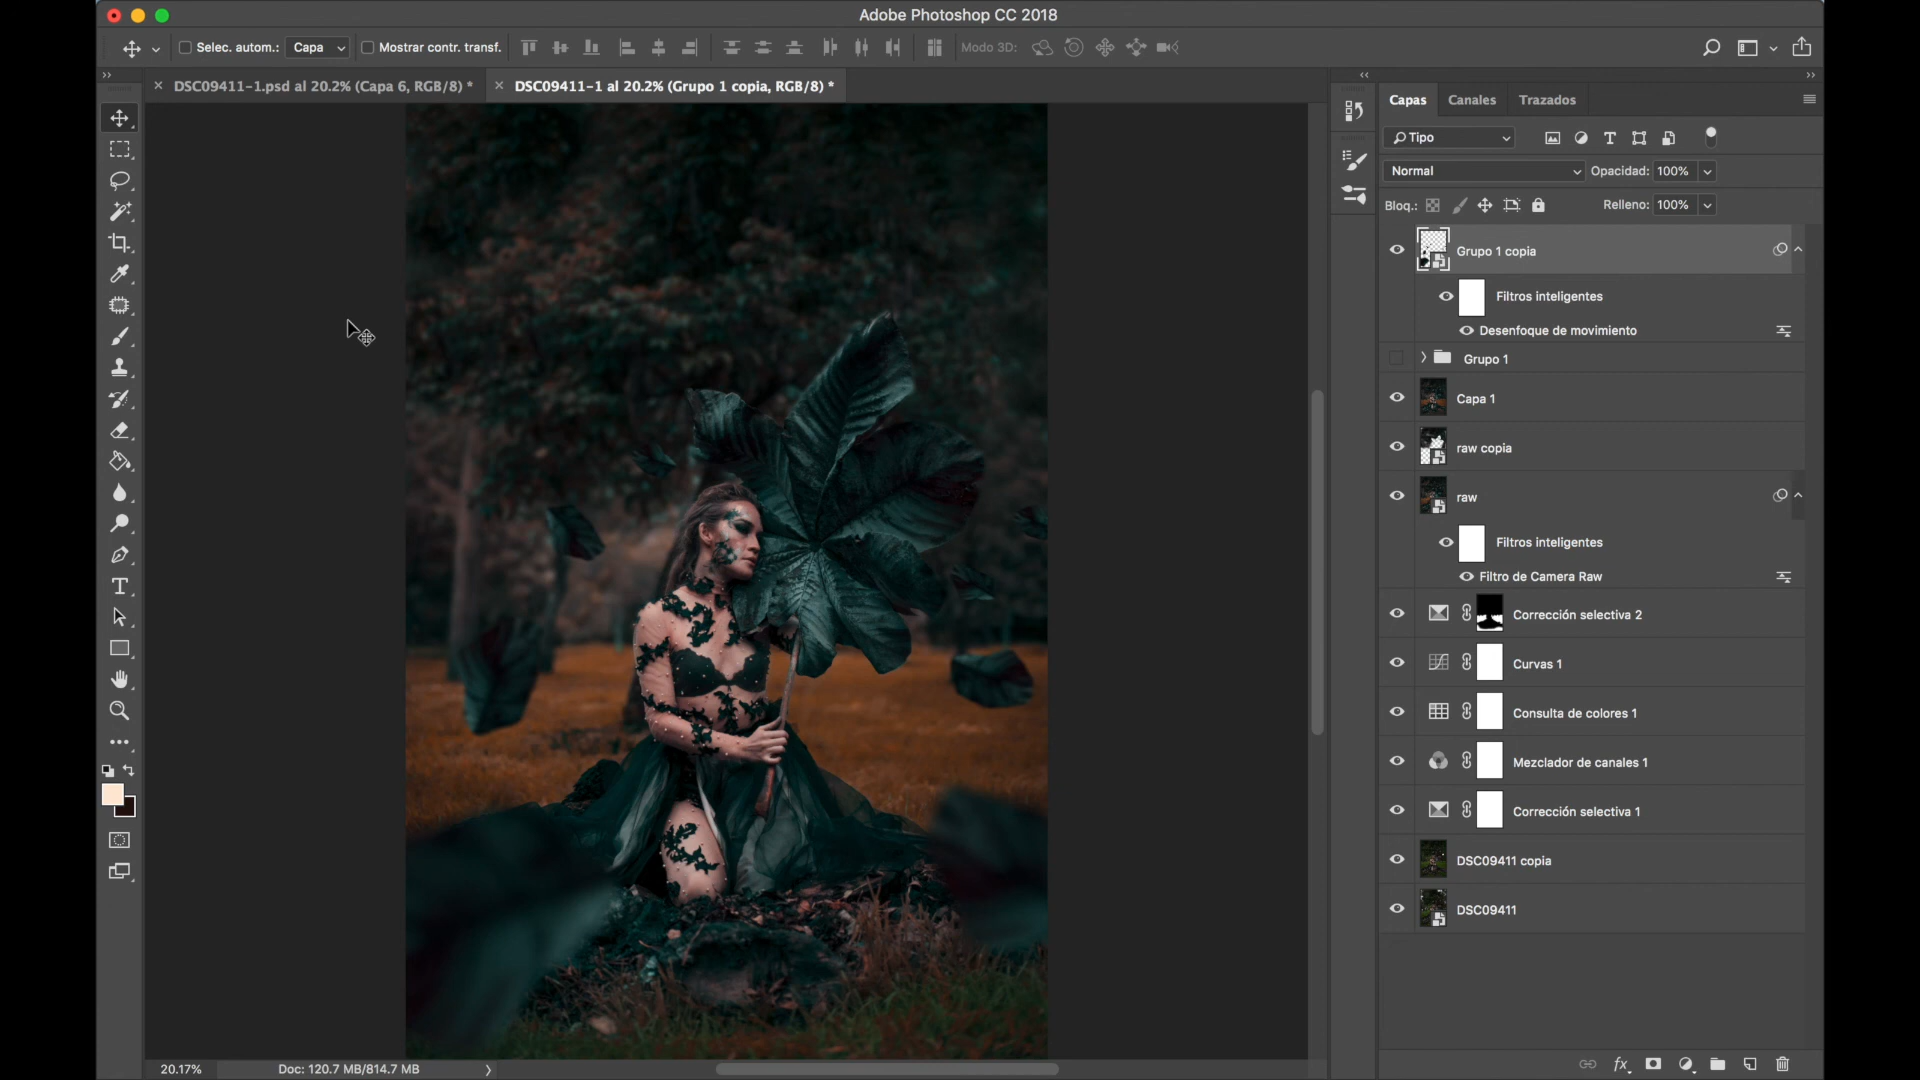 Adobe Photoshop CC 2018
Selec. autom.: Capa Mostrar contr. transf. Modo 3D:
DSC09411-1.psd al 20.2% (Capa 6, RGB/8) *
DSC09411-1 al 20.2% (Grupo 1 copia, RGB/8) *
Capas Canales Trazados
Tipo
Normal Opacidad: 100%
Bloq.: Relleno: 100%
Grupo 1 copia
Filtros inteligentes
Desenfoque de movimiento
Grupo 1
Capa 1
raw copia
raw
Filtros inteligentes
Filtro de Camera Raw
Corrección selectiva 2
Curvas 1
Consulta de colores 1
Mezclador de canales 1
Corrección selectiva 1
DSC09411 copia
DSC09411
20.17% Doc: 120.7 MB/814.7 MB
fx